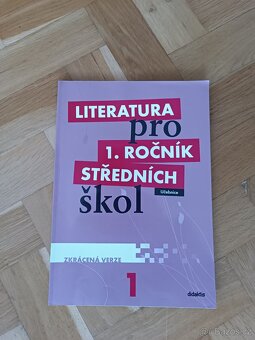 LITERATURA
pro
1. ROČNÍK
STŘEDNÍCH
škol
Učebnice
ZKRÁCENÁ VERZE
1
didaktis